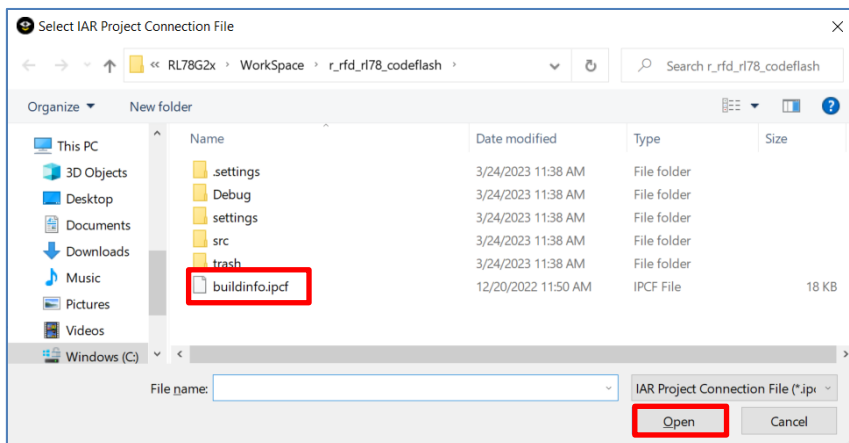 Select IAR Project Connection File
« RL78G2x › WorkSpace › r_rfd_rl78_codeflash ›
Search r_rfd_rl78_codeflash
Organize
New folder
This PC
3D Objects
Desktop
Documents
Downloads
Music
Pictures
Videos
Windows (C:)
Name Date modified Type Size
.settings 3/24/2023 11:38 AM File folder
Debug 3/24/2023 11:38 AM File folder
settings 3/24/2023 11:38 AM File folder
src 3/24/2023 11:38 AM File folder
trash 3/24/2023 11:38 AM File folder
buildinfo.ipcf 12/20/2022 11:50 AM IPCF File 18 KB
File name:
IAR Project Connection File (*.ip
Open
Cancel